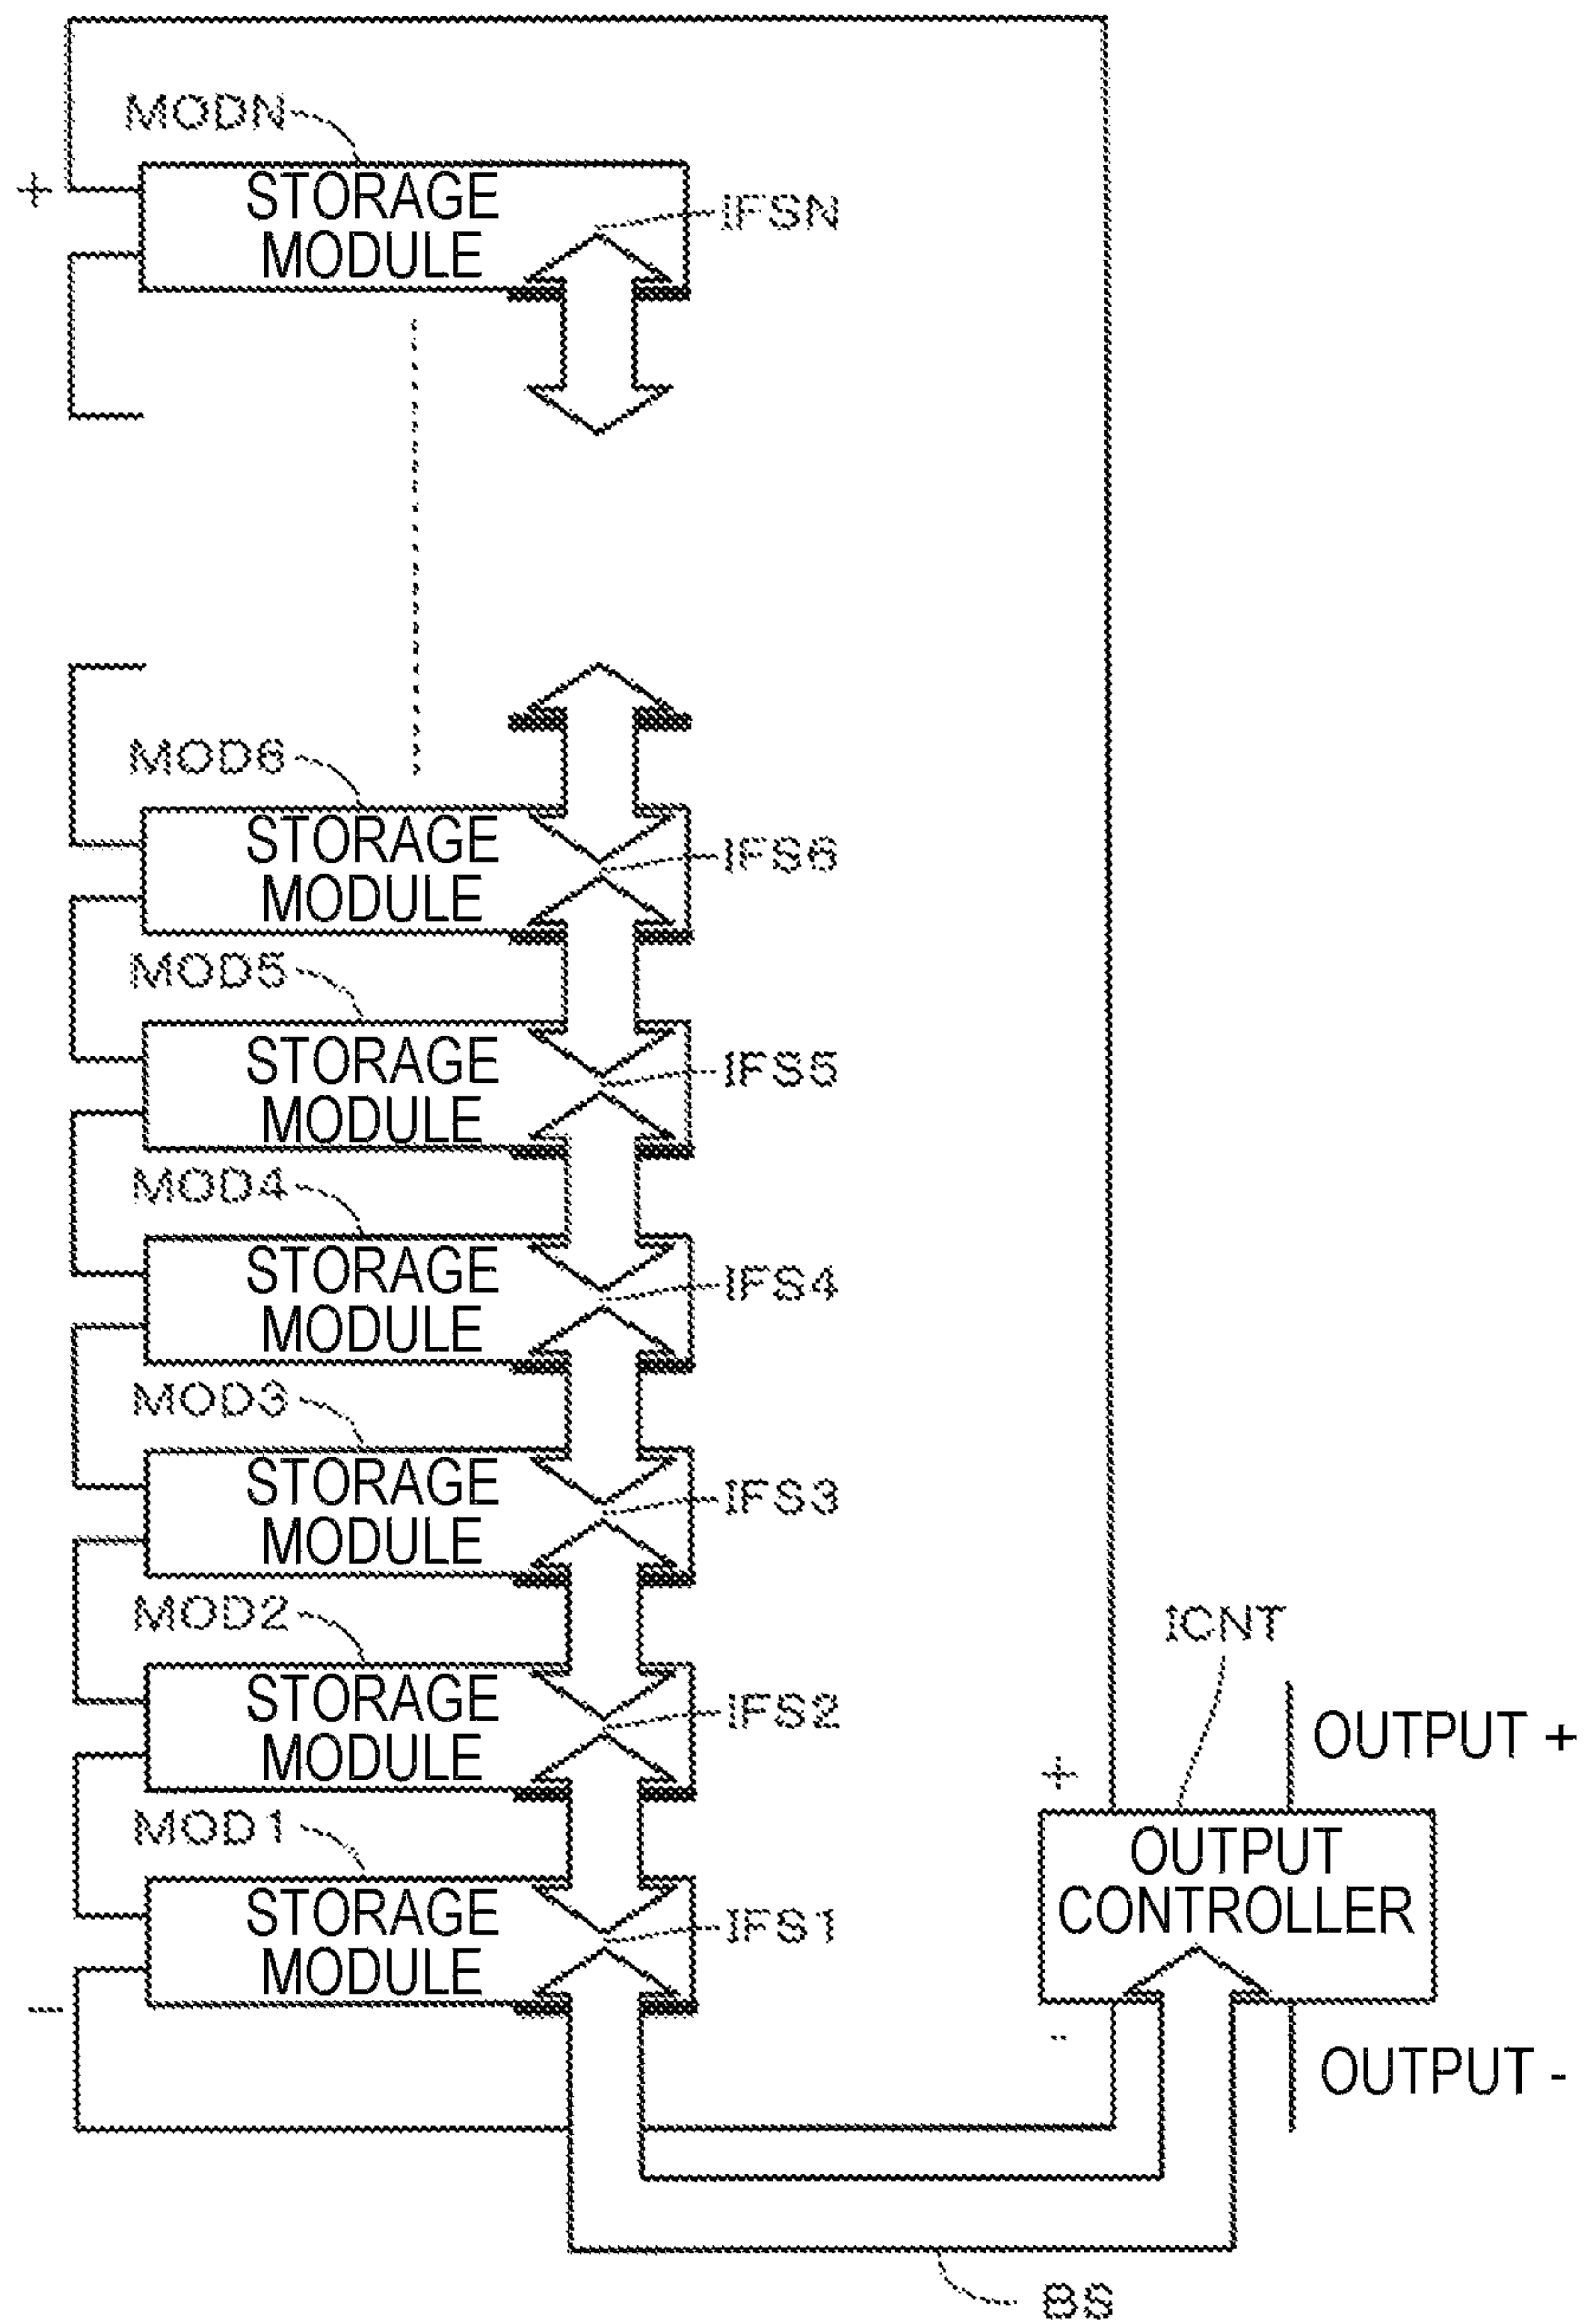 MODN
+
STORAGE
MODULE
IFSN
MOD6
STORAGE
MODULE
IFS6
MOD5
STORAGE
MODULE
IFS5
MOD4
STORAGE
MODULE
IFS4
MOD3
STORAGE
MODULE
IFS3
MOD2
STORAGE
MODULE
IFS2
MOD1
STORAGE
MODULE
IFS1
-
ICNT
OUTPUT +
+
OUTPUT
CONTROLLER
-
OUTPUT -
BS